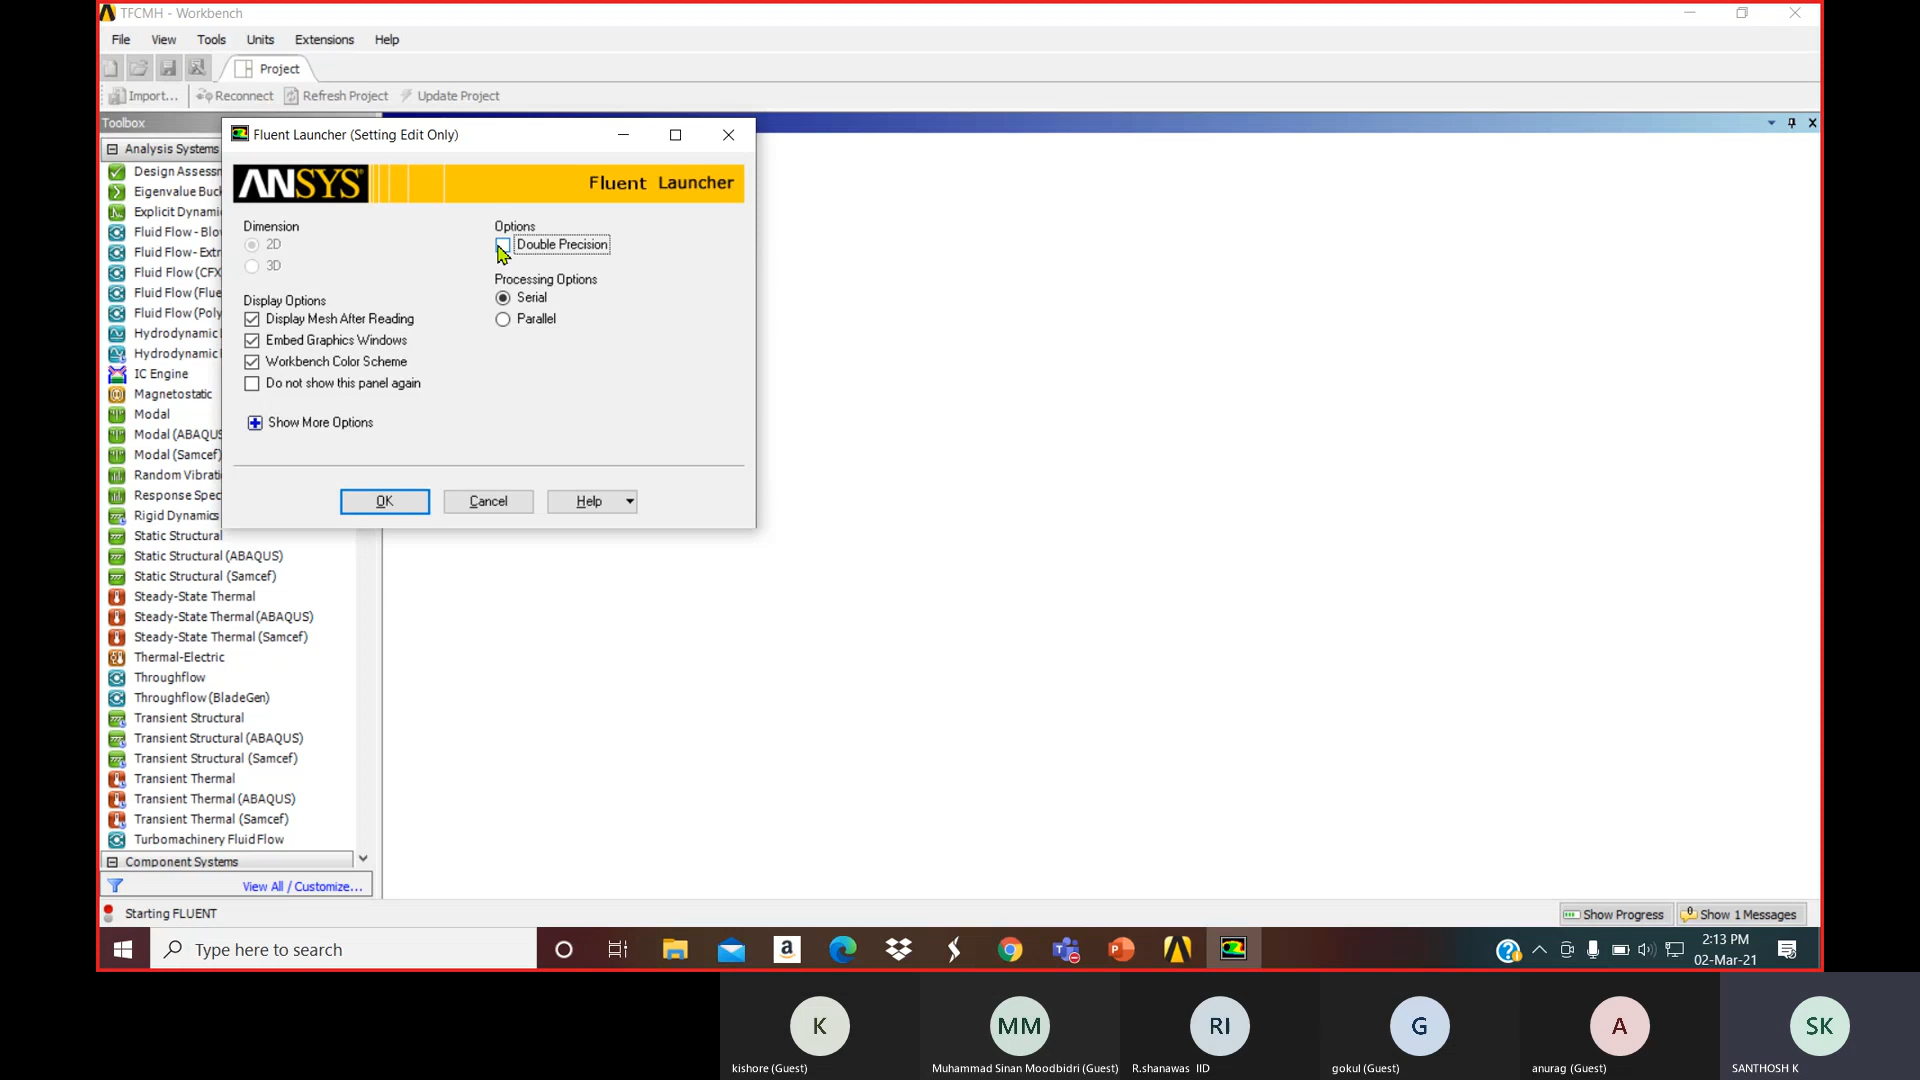 TFCMH - Workbench
File View Tools Units Extensions Help
Project
Import... Reconnect Refresh Project Update Project
Toolbox
Fluent Launcher (Setting Edit Only)
ANSYS Fluent Launcher
Dimension
2D
3D
Options
Double Precision
Processing Options
Serial
Parallel
Display Options
Display Mesh After Reading
Embed Graphics Windows
Workbench Color Scheme
Do not show this panel again
Show More Options
OK Cancel Help
Analysis Systems
Design Assessm
Eigenvalue Buck
Explicit Dynami
Fluid Flow - Blo
Fluid Flow- Extr
Fluid Flow (CFX
Fluid Flow (Flue
Fluid Flow (Poly
Hydrodynamic
Hydrodynamic
IC Engine
Magnetostatic
Modal
Modal (ABAQUS
Modal (Samcef)
Random Vibrati
Response Spec
Rigid Dynamics
Static Structural
Static Structural (ABAQUS)
Static Structural (Samcef)
Steady-State Thermal
Steady-State Thermal (ABAQUS)
Steady-State Thermal (Samcef)
Thermal-Electric
Throughflow
Throughflow (BladeGen)
Transient Structural
Transient Structural (ABAQUS)
Transient Structural (Samcef)
Transient Thermal
Transient Thermal (ABAQUS)
Transient Thermal (Samcef)
Turbomachinery Fluid Flow
Component Systems
View All / Customize...
Starting FLUENT
Show Progress Show 1 Messages
Type here to search
2:13 PM
02-Mar-21
K MM RI G A SK
kishore (Guest) Muhammad Sinan Moodbidri (Guest) R.shanawas IID gokul (Guest) anurag (Guest) SANTHOSH K